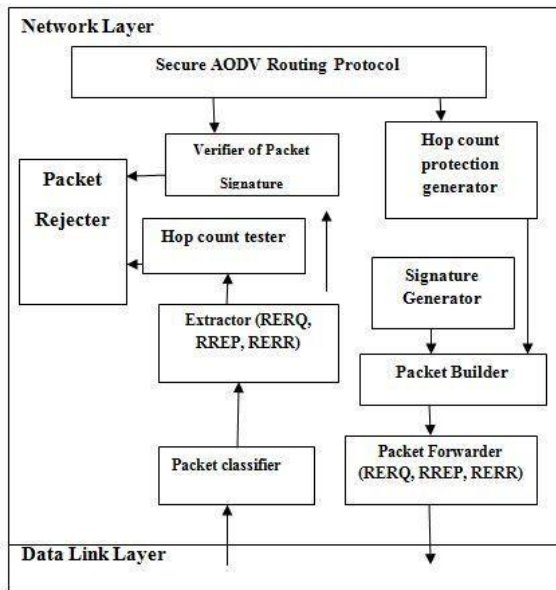 Network Layer
Secure AODV Routing Protocol
Verifier of Packet
Signature
Hop count
protection
generator
Packet
Rejecter
Hop count tester
Signature
Generator
Extractor (RERQ,
RREP, RERR)
Packet Builder
Packet classifier
Packet Forwarder
(RERQ, RREP, RERR)
Data Link Layer